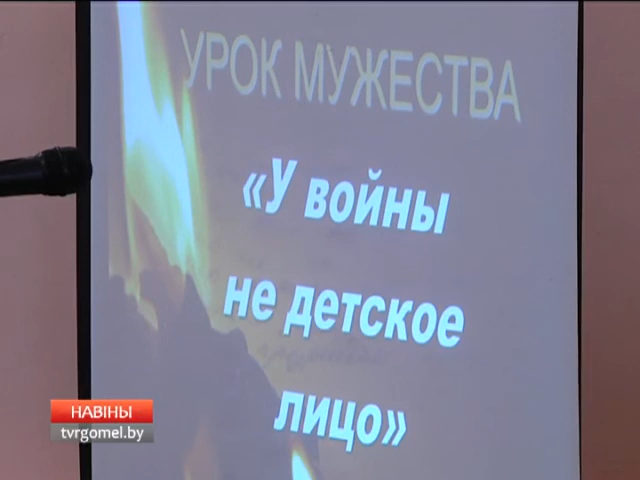 УРОК МУЖЕСТВА
«У войны
не детское
лицо»
НАВІНЫ
tvrgomel.by